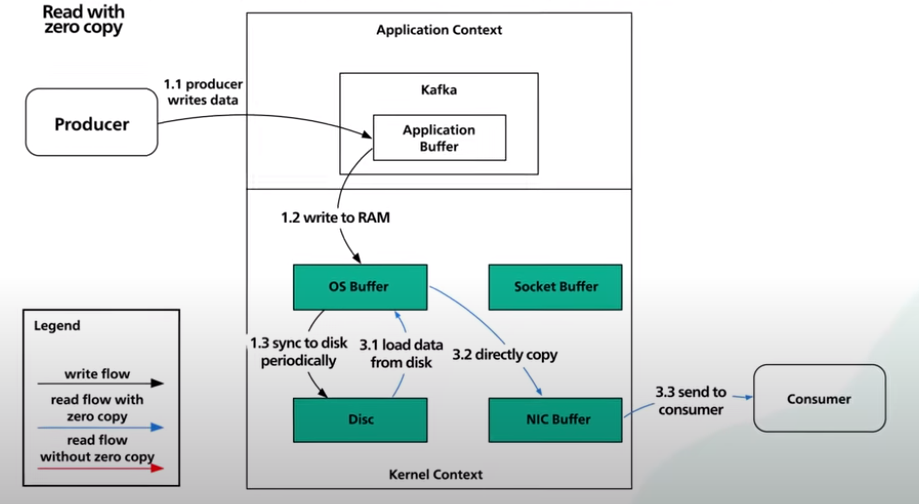 Read with
zero copy
Application Context
1.1 producer
writes data
Kafka
Producer
Application
Buffer
1.2 write to RAM
OS Buffer
Socket Buffer
1.3 sync to disk
periodically
3.1 load data
from disk
3.2 directly copy
Disc
NIC Buffer
3.3 send to
consumer
Consumer
Kernel Context
Legend
write flow
read flow with
zero copy
read flow
without zero copy